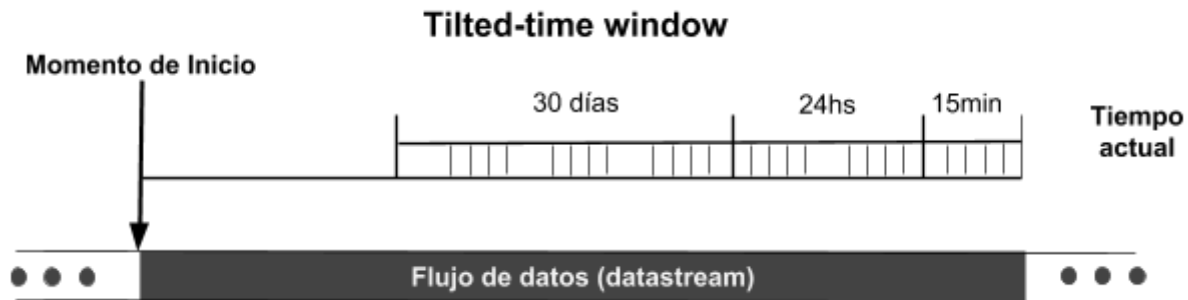 Tilted-time window
Momento de Inicio
30 días
24hs
15min
Tiempo
actual
Flujo de datos (datastream)